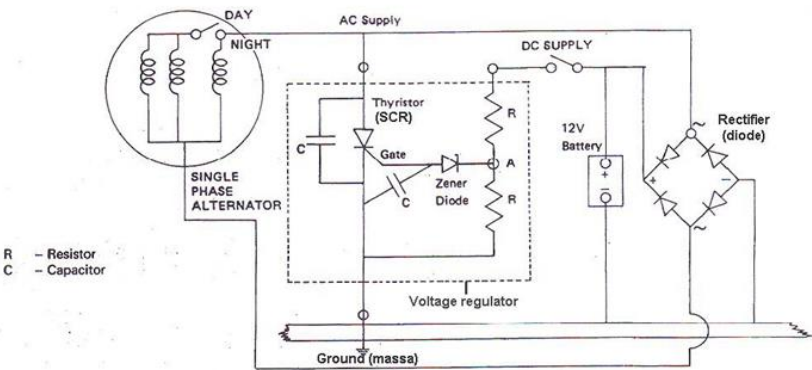 DAY
NIGHT
AC Supply
DC SUPPLY
Thyristor
(SCR)
R
C
Gate
A
Zener
Diode
C
R
12V
Battery
+
−
Rectifier
(diode)
~
+
−
~
SINGLE
PHASE
ALTERNATOR
R – Resistor
C – Capacitor
Voltage regulator
Ground (massa)